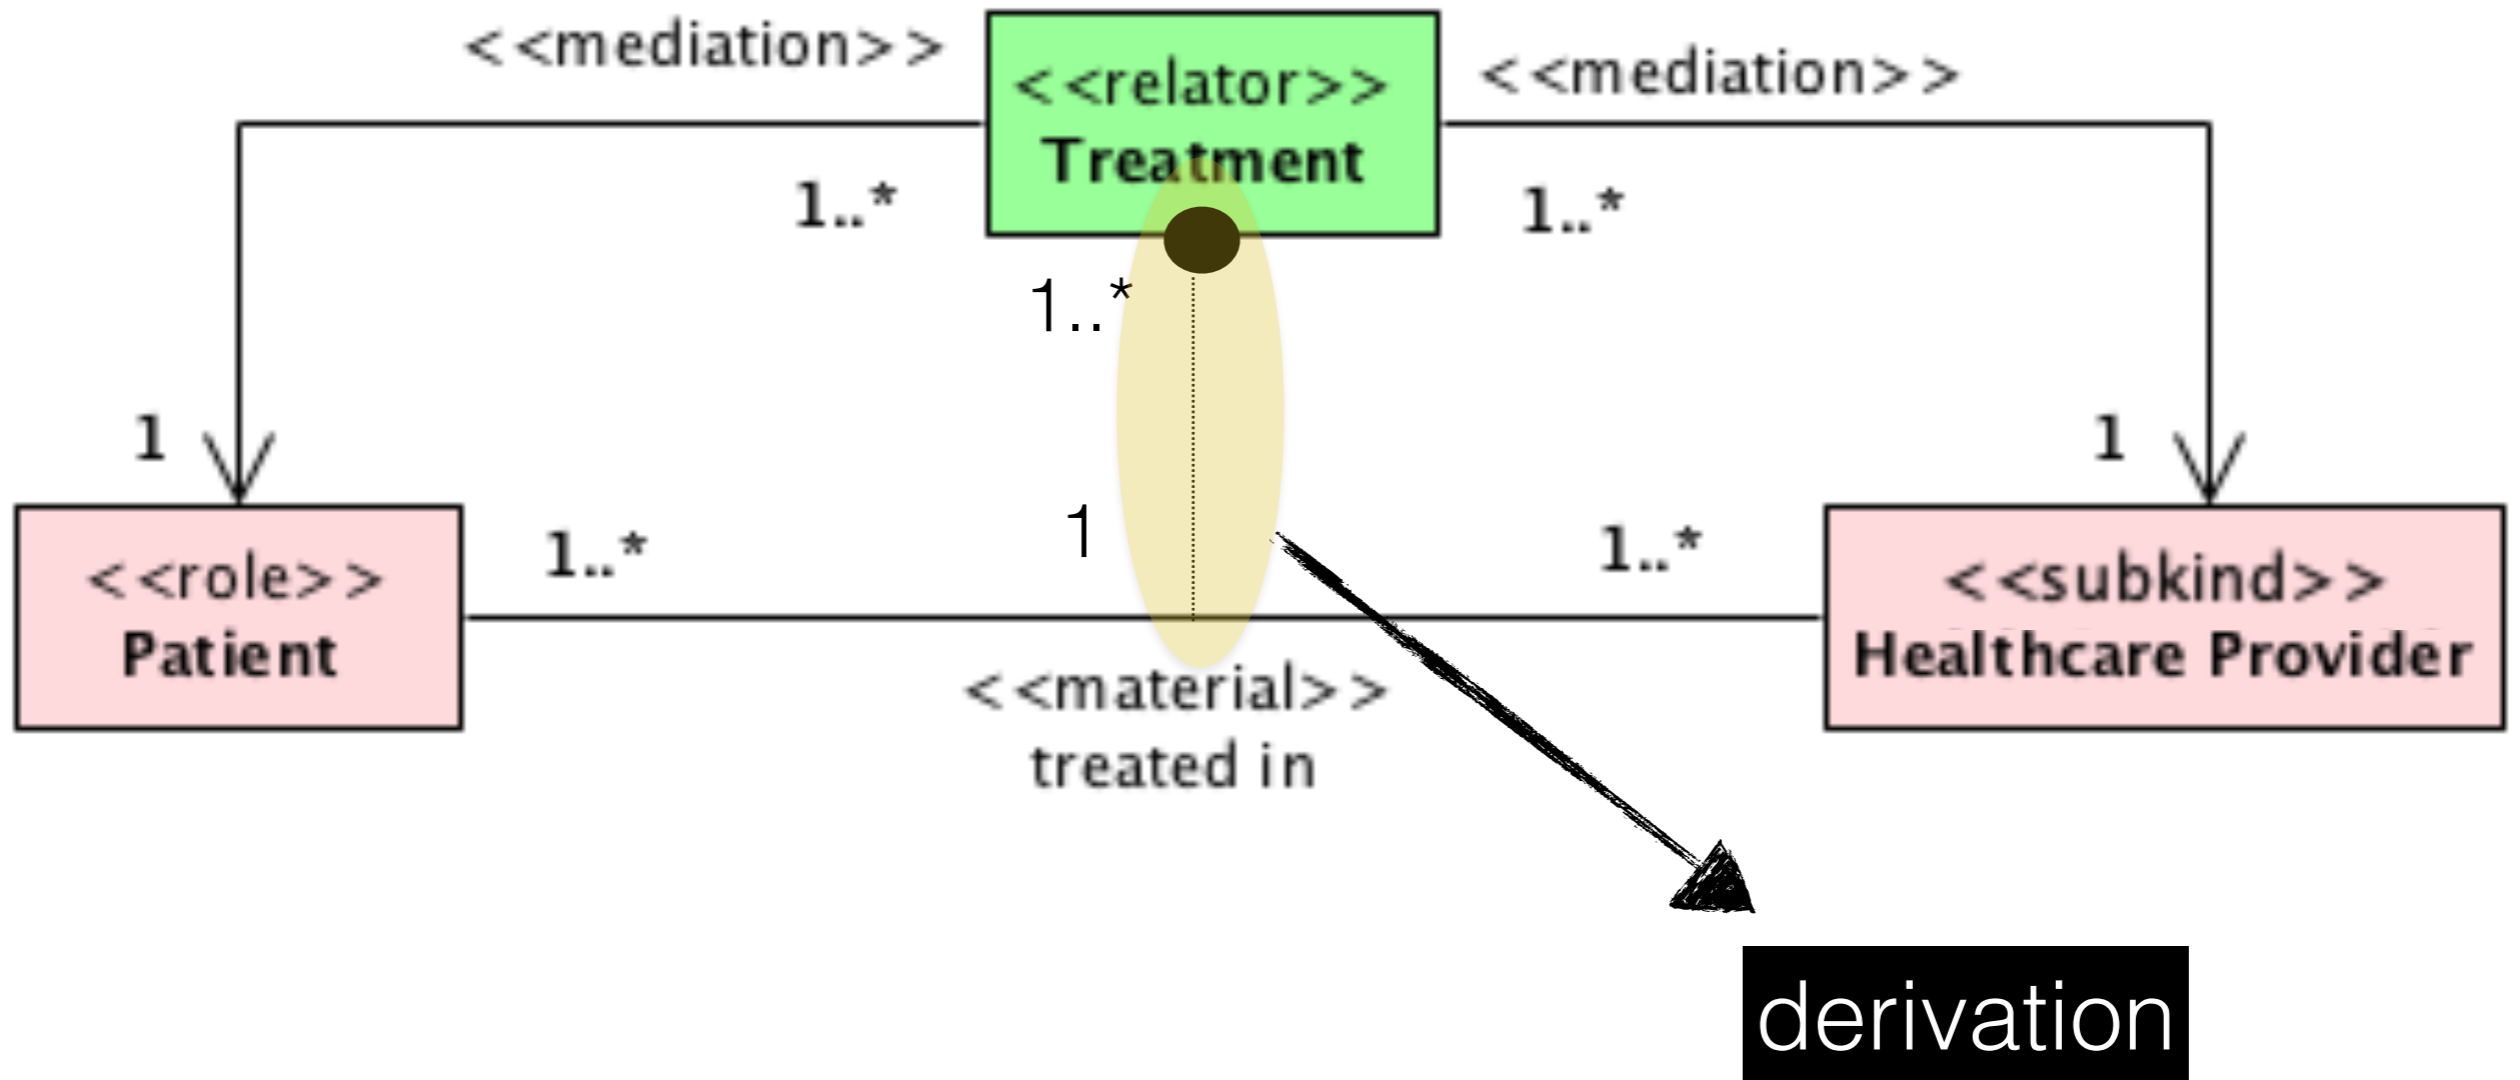 <<mediation>>
<<relator>>
Treatment
<<mediation>>
1..*
1..*
1..*
1
1
1
1..*
1..*
<<role>>
Patient
<<subkind>>
Healthcare Provider
<<material>>
treated in
derivation